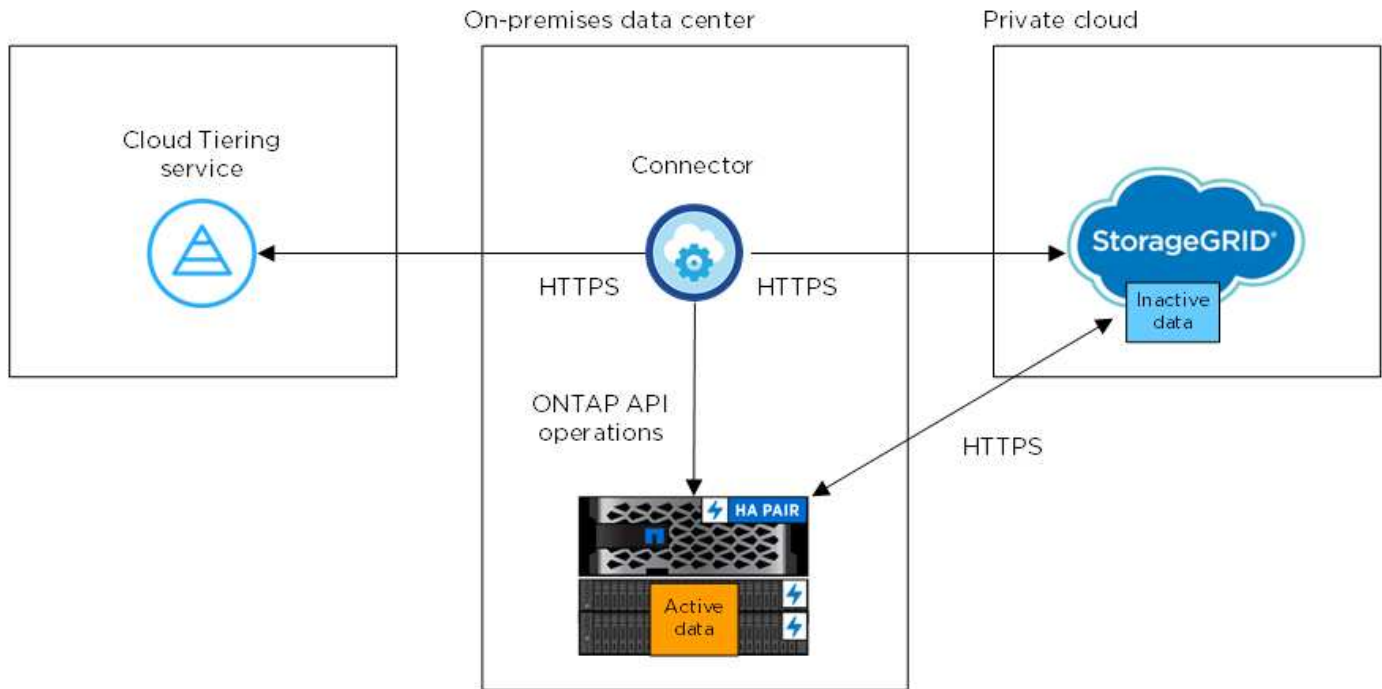 On-premises data center
Private cloud
Cloud Tiering
service
Connector
HTTPS
HTTPS
StorageGRID®
Inactive
data
ONTAP API
operations
HTTPS
HA PAIR
Active
data